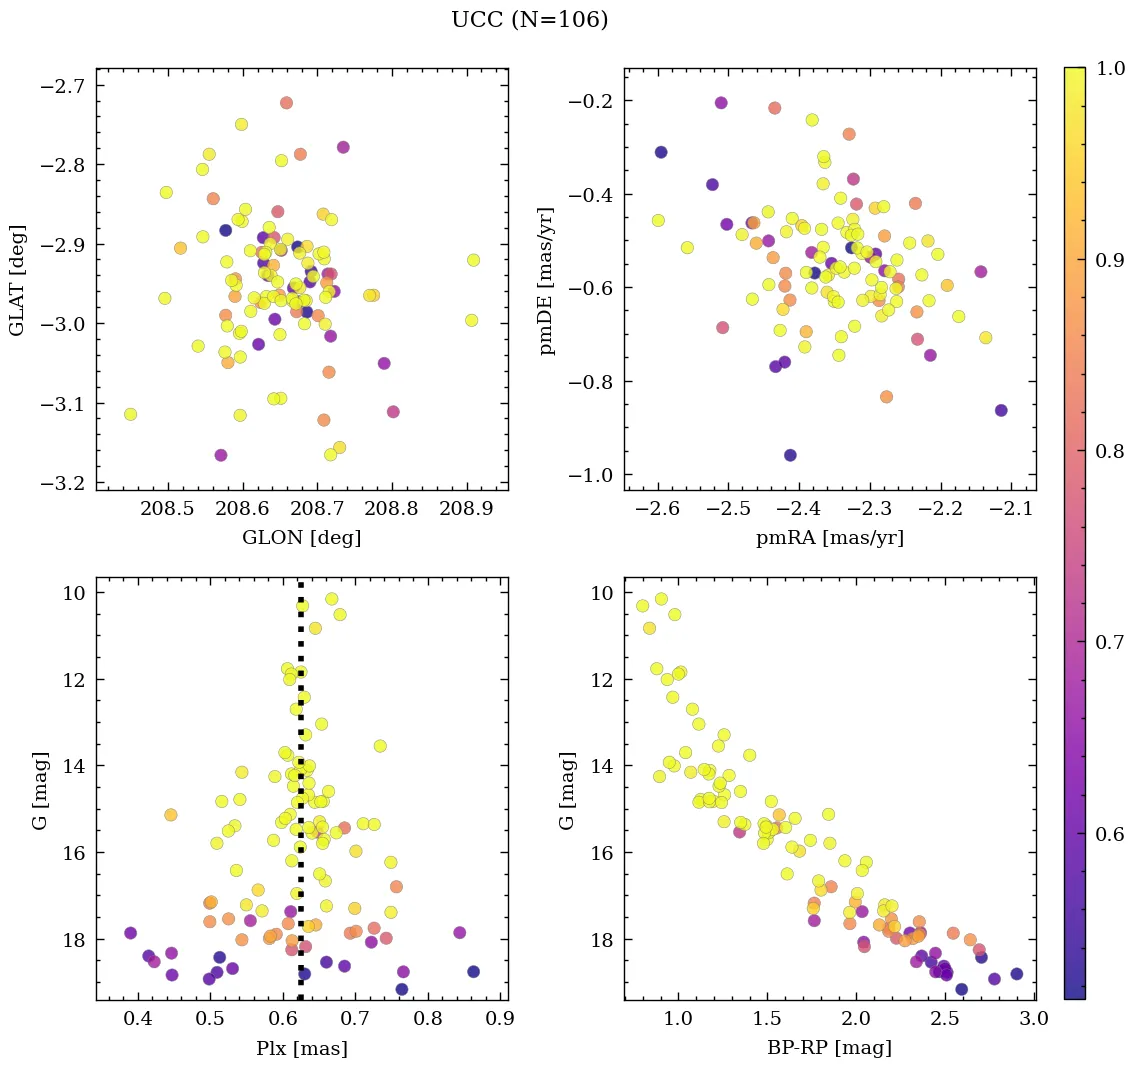 UCC (N=106)
−2.7
−2.8
−2.9
−3.0
−3.1
−3.2
GLAT [deg]
208.5 208.6 208.7 208.8 208.9
GLON [deg]
−0.2
−0.4
−0.6
−0.8
−1.0
pmDE [mas/yr]
−2.6 −2.5 −2.4 −2.3 −2.2 −2.1
pmRA [mas/yr]
10
12
14
16
18
G [mag]
0.4 0.5 0.6 0.7 0.8 0.9
Plx [mas]
10
12
14
16
18
G [mag]
1.0 1.5 2.0 2.5 3.0
BP-RP [mag]
1.0
0.9
0.8
0.7
0.6